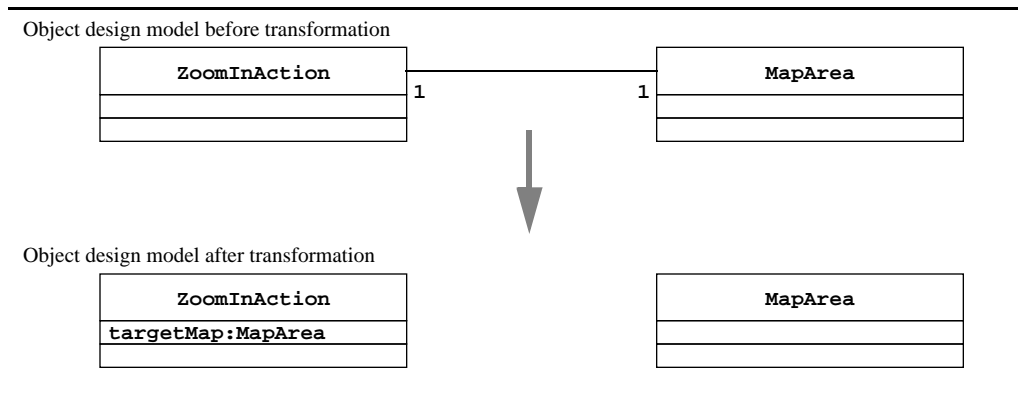 Object design model before transformation
ZoomInAction
MapArea
1
1
Object design model after transformation
ZoomInAction
MapArea
targetMap:MapArea